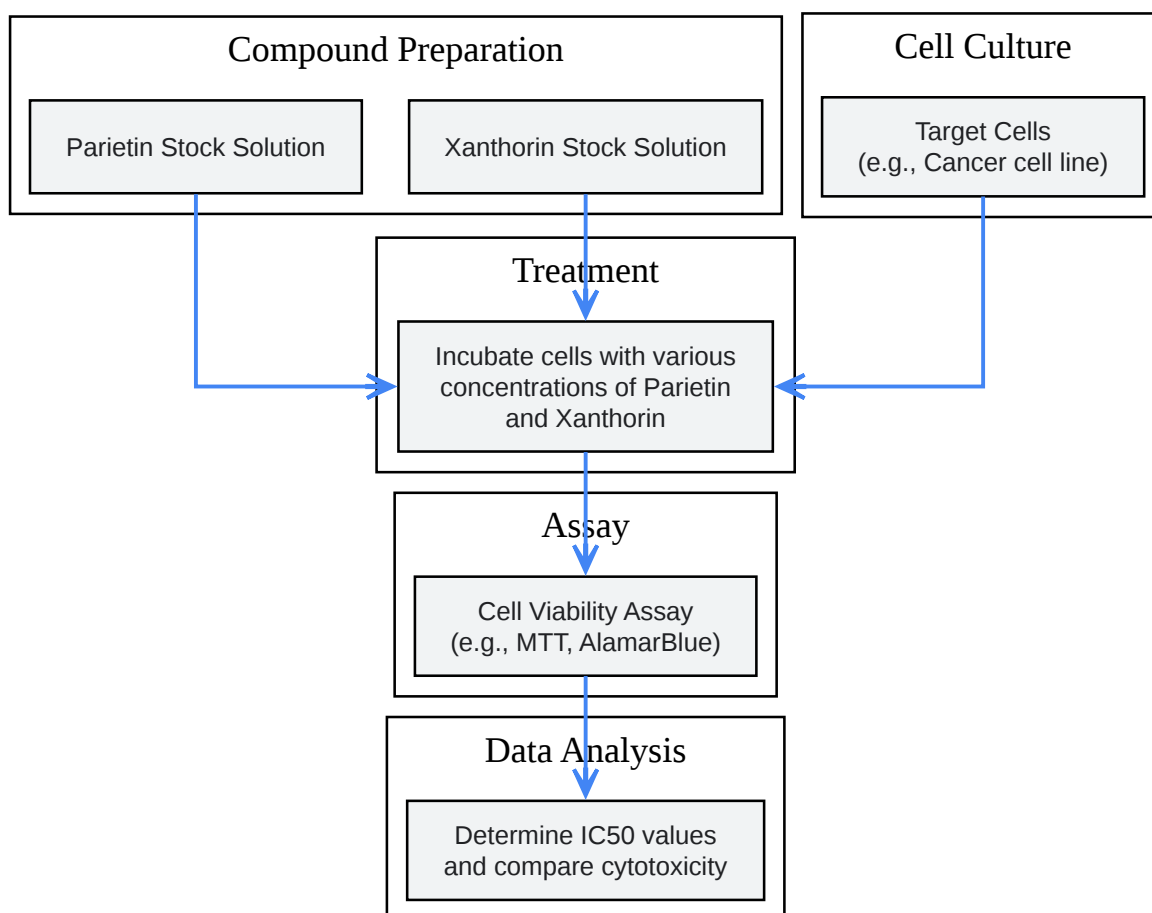 Compound Preparation
Cell Culture
Parietin Stock Solution
Xanthorin Stock Solution
Target Cells
(e.g., Cancer cell line)
Treatment
Incubate cells with various
concentrations of Parietin
and Xanthorin
Assay
Cell Viability Assay
(e.g., MTT, AlamarBlue)
Data Analysis
Determine IC50 values
and compare cytotoxicity